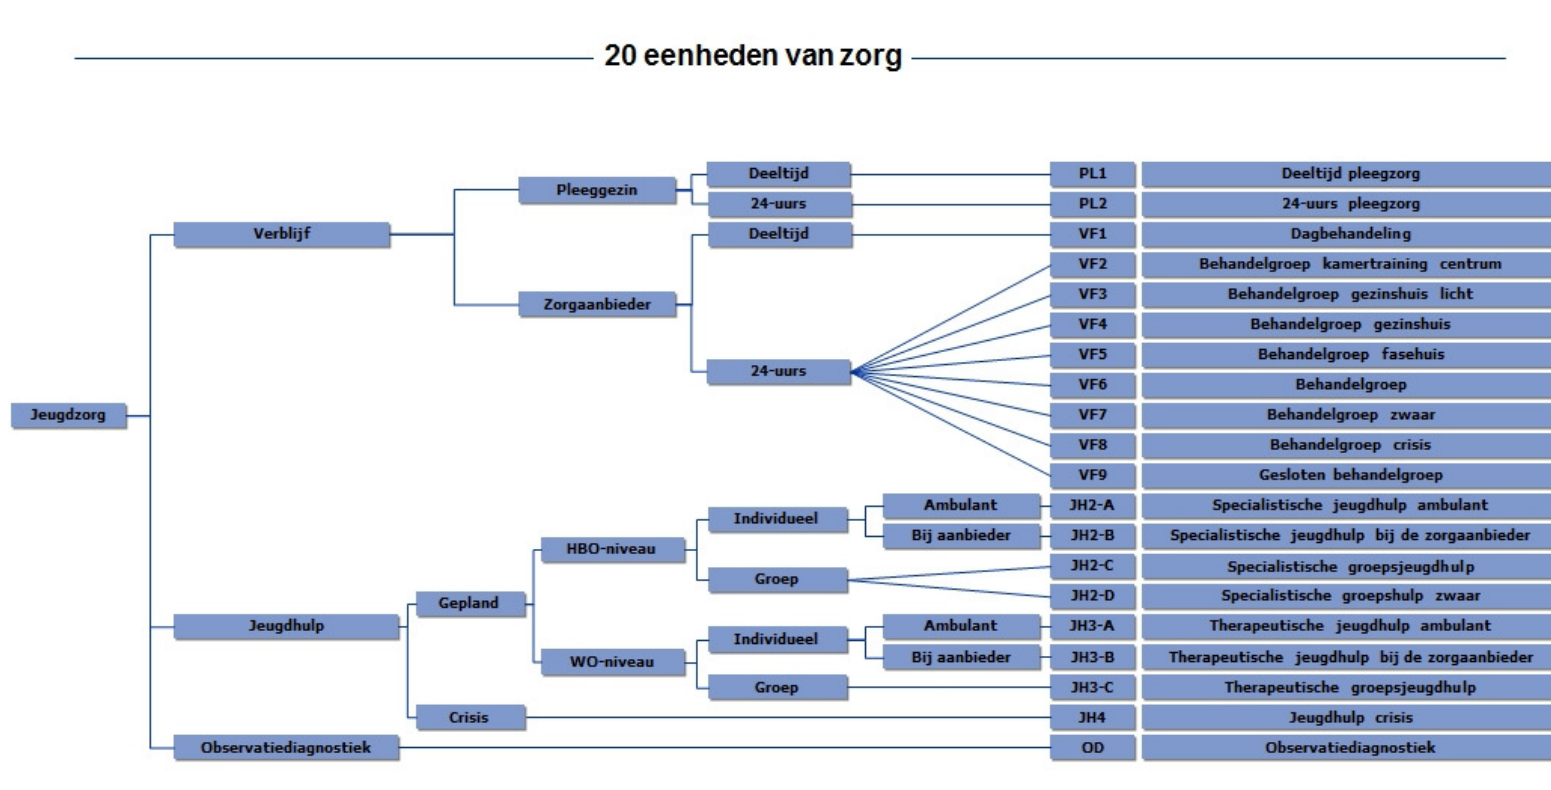 20 eenheden van zorg
Deeltijd PL1 Deeltijd pleegzorg
Pleeggezin
24-uurs PL2 24-uurs pleegzorg
Verblijf Deeltijd VF1 Dagbehandeling
VF2 Behandelgroep kamertraining centrum
VF3 Behandelgroep gezinshuis licht
Zorgaanbieder
VF4 Behandelgroep gezinshuis
VF5 Behandelgroep fasehuis
24-uurs
VF6 Behandelgroep
Jeugdzorg VF7 Behandelgroep zwaar
VF8 Behandelgroep crisis
VF9 Gesloten behandelgroep
Ambulant JH2-A Specialistische jeugdhulp ambulant
Individueel
Bij aanbieder JH2-B Specialistische jeugdhulp bij de zorgaanbieder
HBO-niveau
JH2-C Specialistische groepsjeugdhulp
Groep
JH2-D Specialistische groepshulp zwaar
Gepland
Jeugdhulp Ambulant JH3-A Therapeutische jeugdhulp ambulant
Individueel
Bij aanbieder JH3-B Therapeutische jeugdhulp bij de zorgaanbieder
WO-niveau
Groep JH3-C Therapeutische groepsjeugdhulp
Crisis JH4 Jeugdhulp crisis
Observatiediagnostiek OD Observatiediagnostiek